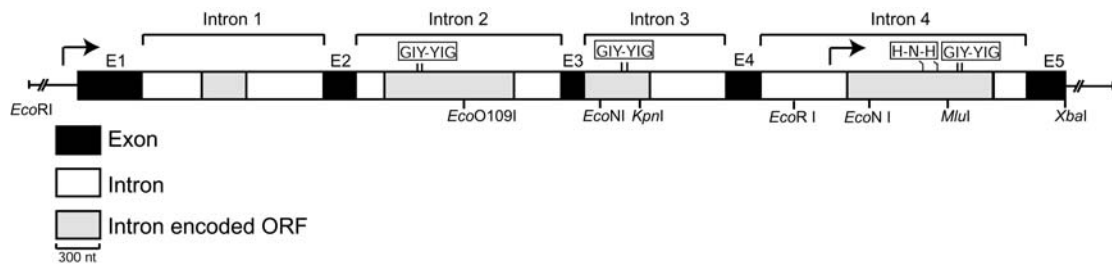 Intron 1 Intron 2 Intron 3 Intron 4
GIY-YIG GIY-YIG H-N-H GIY-YIG
E1 E2 E3 E4 E5
EcoRI EcoO109I EcoNI KpnI EcoR I EcoN I MluI XbaI
Exon
Intron
Intron encoded ORF
300 nt